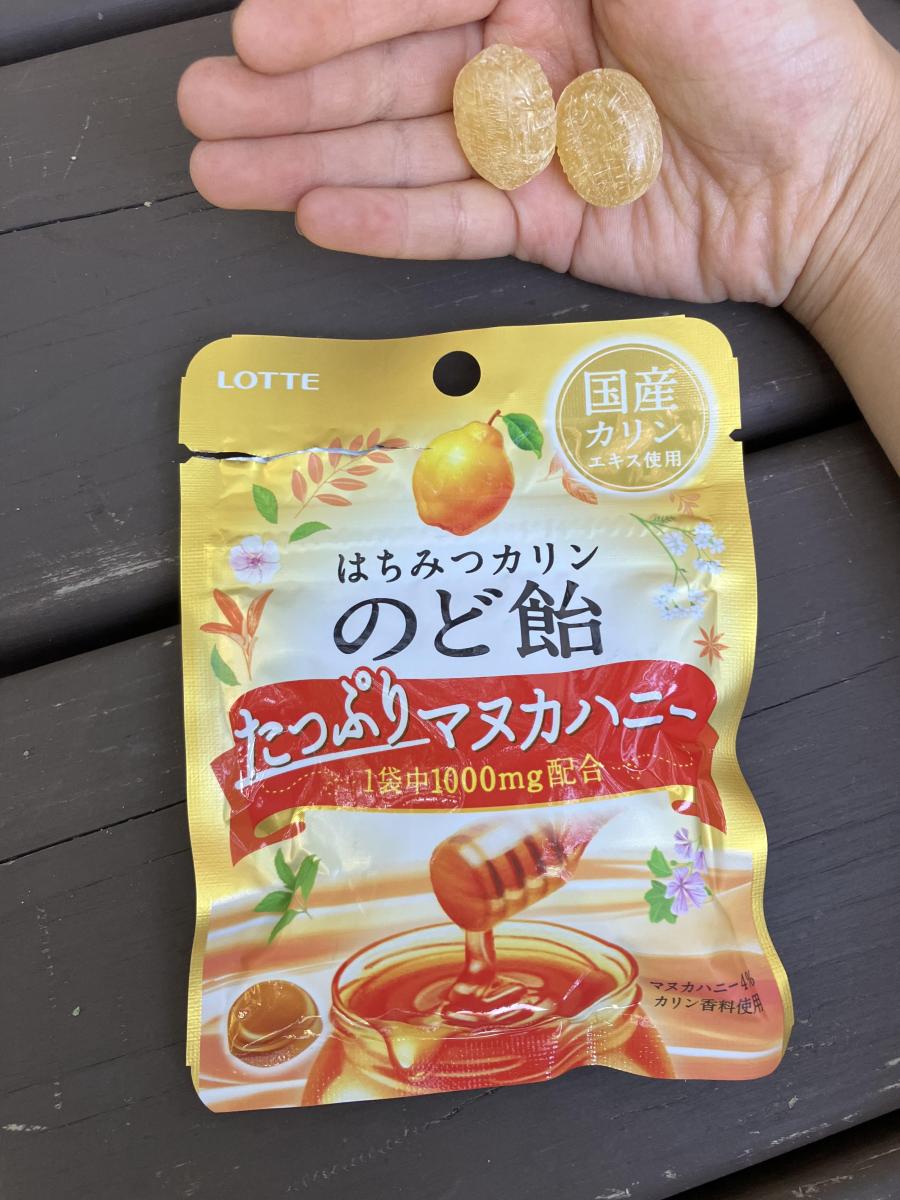 LOTTE
国産
カリン
エキス使用
はちみつカリン
のど飴
たっぷりマヌカハニー
1袋中1000mg配合
マヌカハニー4%
カリン香料使用